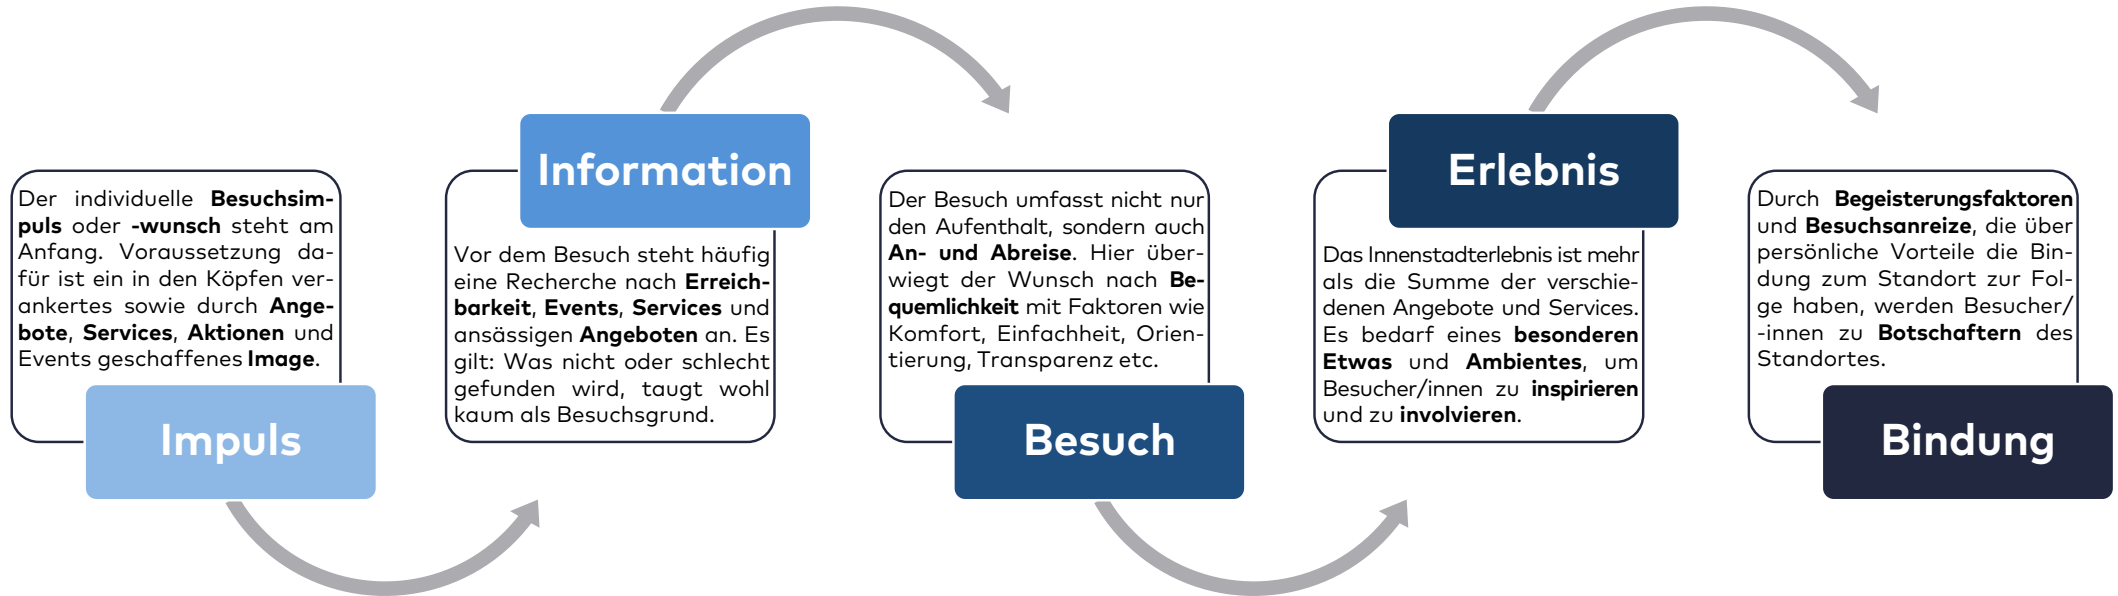 Der individuelle Besuchsim-
puls oder -wunsch steht am
Anfang. Voraussetzung da-
für ist ein in den Köpfen ver-
ankertes sowie durch Ange-
bote, Services, Aktionen und
Events geschaffenes Image.
Impuls
Information
Vor dem Besuch steht häufig
eine Recherche nach Erreich-
barkeit, Events, Services und
ansässigen Angeboten an. Es
gilt: Was nicht oder schlecht
gefunden wird, taugt wohl
kaum als Besuchsgrund.
Der Besuch umfasst nicht nur
den Aufenthalt, sondern auch
An- und Abreise. Hier über-
wiegt der Wunsch nach Be-
quemlichkeit mit Faktoren wie
Komfort, Einfachheit, Orien-
tierung, Transparenz etc.
Besuch
Erlebnis
Das Innenstadterlebnis ist mehr
als die Summe der verschie-
denen Angebote und Services.
Es bedarf eines besonderen
Etwas und Ambientes, um
Besucher/innen zu inspirieren
und zu involvieren.
Durch Begeisterungsfaktoren
und Besuchsanreize, die über
persönliche Vorteile die Bin-
dung zum Standort zur Fol-
ge haben, werden Besucher/
-innen zu Botschaftern des
Standortes.
Bindung